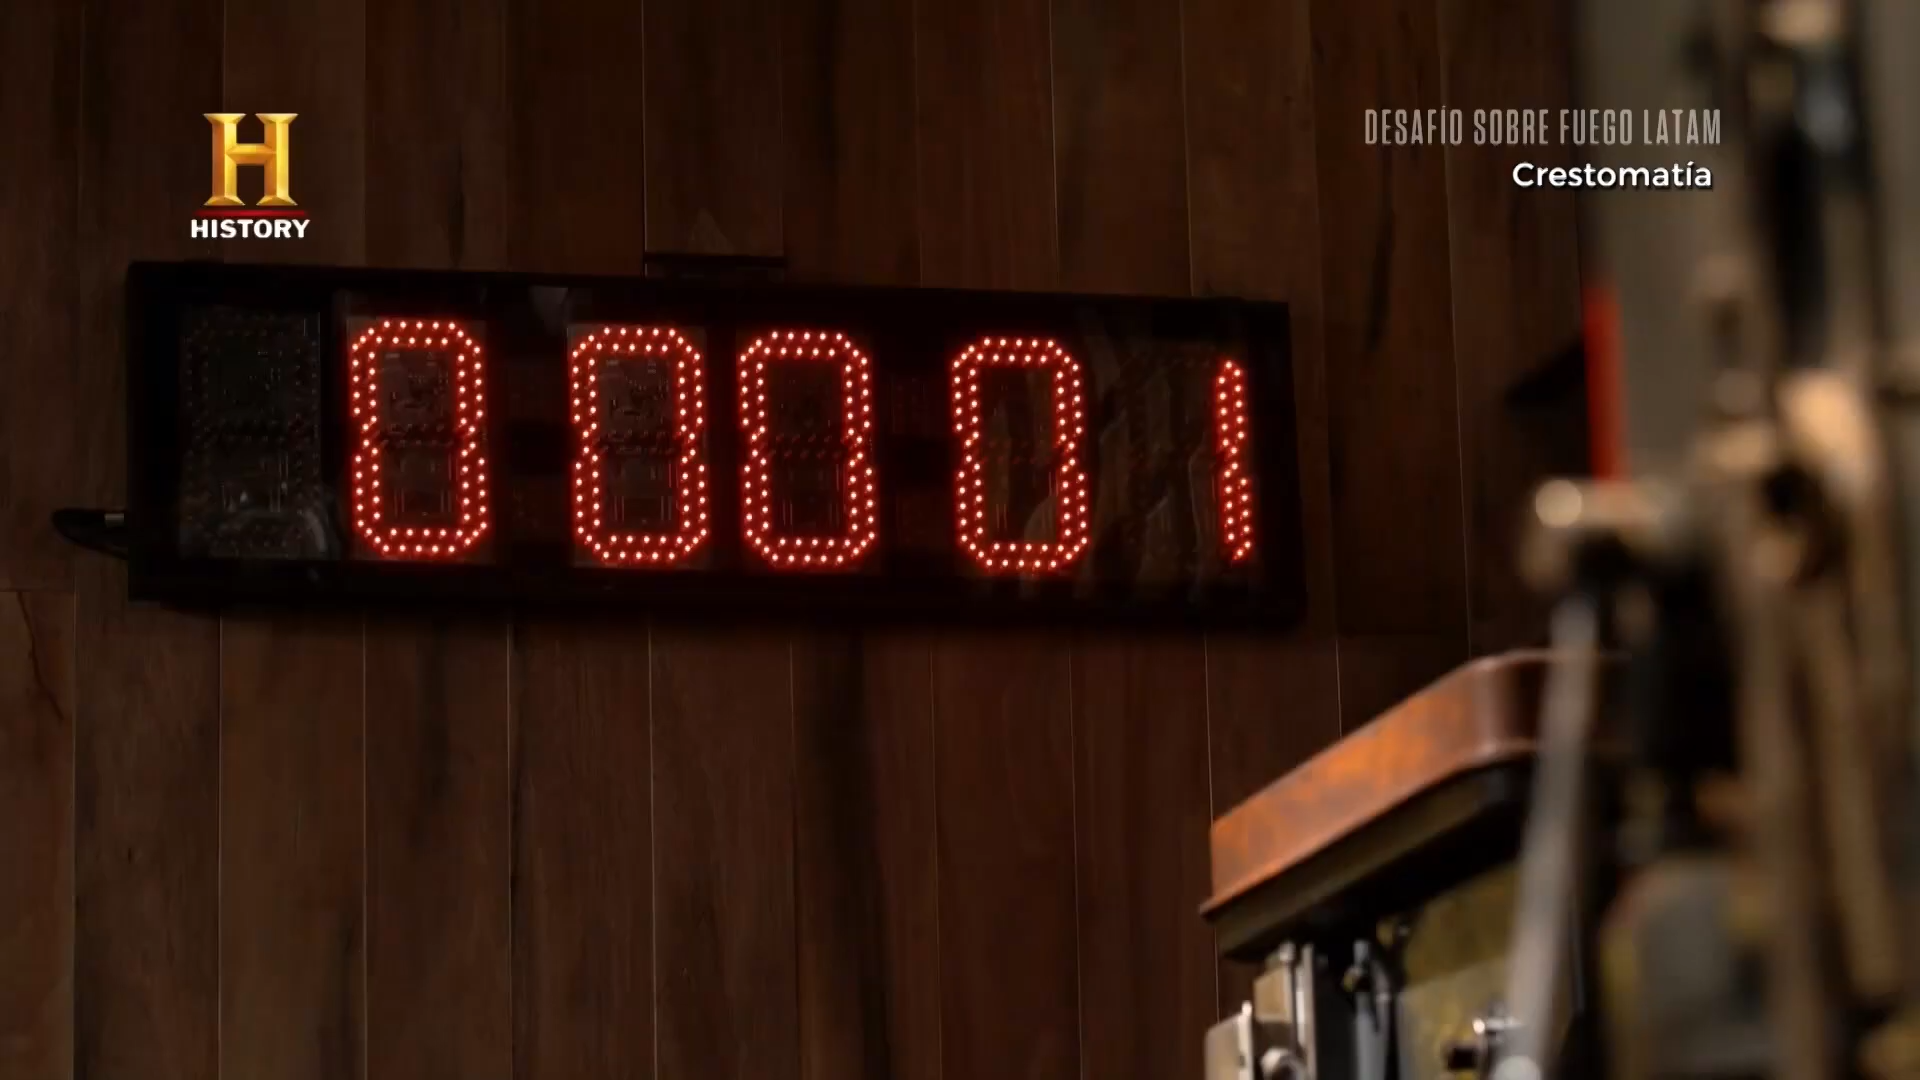 H
HISTORY
DESAFÍO SOBRE FUEGO LATAM
Crestomatía
0 00 01